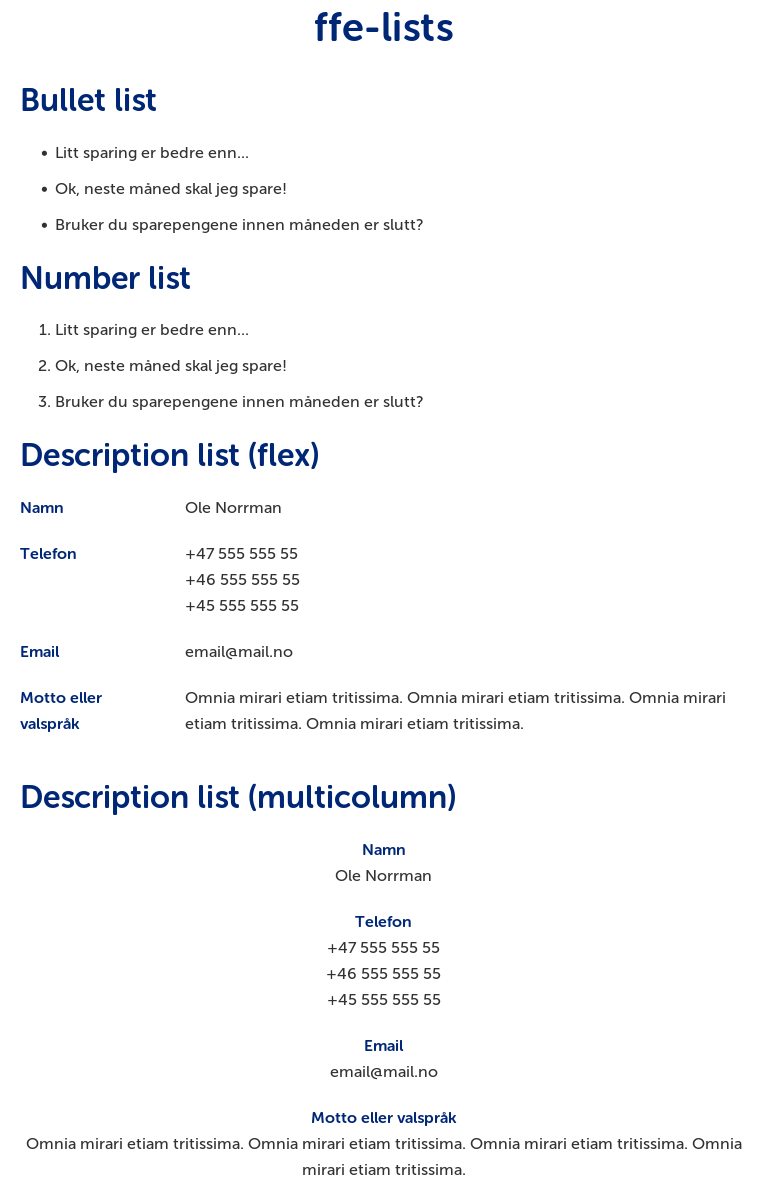 ffe-lists
Bullet list
• Litt sparing er bedre enn...
• Ok, neste måned skal jeg spare!
• Bruker du sparepengene innen måneden er slutt?
Number list
1. Litt sparing er bedre enn...
2. Ok, neste måned skal jeg spare!
3. Bruker du sparepengene innen måneden er slutt?
Description list (flex)
Namn Ole Norrman
Telefon +47 555 555 55
+46 555 555 55
+45 555 555 55
Email email@mail.no
Motto eller Omnia mirari etiam tritissima. Omnia mirari etiam tritissima. Omnia mirari
valspråk etiam tritissima. Omnia mirari etiam tritissima.
Description list (multicolumn)
Namn
Ole Norrman
Telefon
+47 555 555 55
+46 555 555 55
+45 555 555 55
Email
email@mail.no
Motto eller valspråk
Omnia mirari etiam tritissima. Omnia mirari etiam tritissima. Omnia mirari etiam tritissima. Omnia
mirari etiam tritissima.